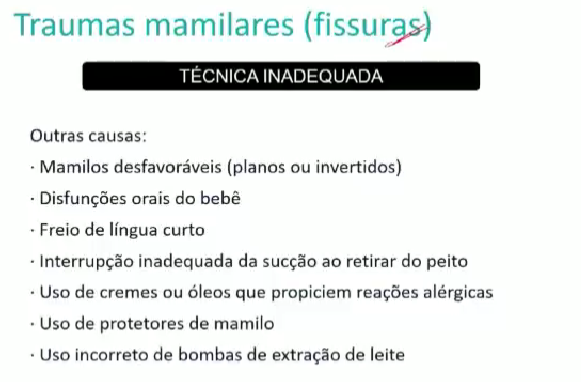 Traumas mamilares (fissuras)
TÉCNICA INADEQUADA
Outras causas:
- Mamilos desfavoráveis (planos ou invertidos)
- Disfunções orais do bebê
- Freio de língua curto
- Interrupção inadequada da sucção ao retirar do peito
- Uso de cremes ou óleos que propiciem reações alérgicas
- Uso de protetores de mamilo
- Uso incorreto de bombas de extração de leite